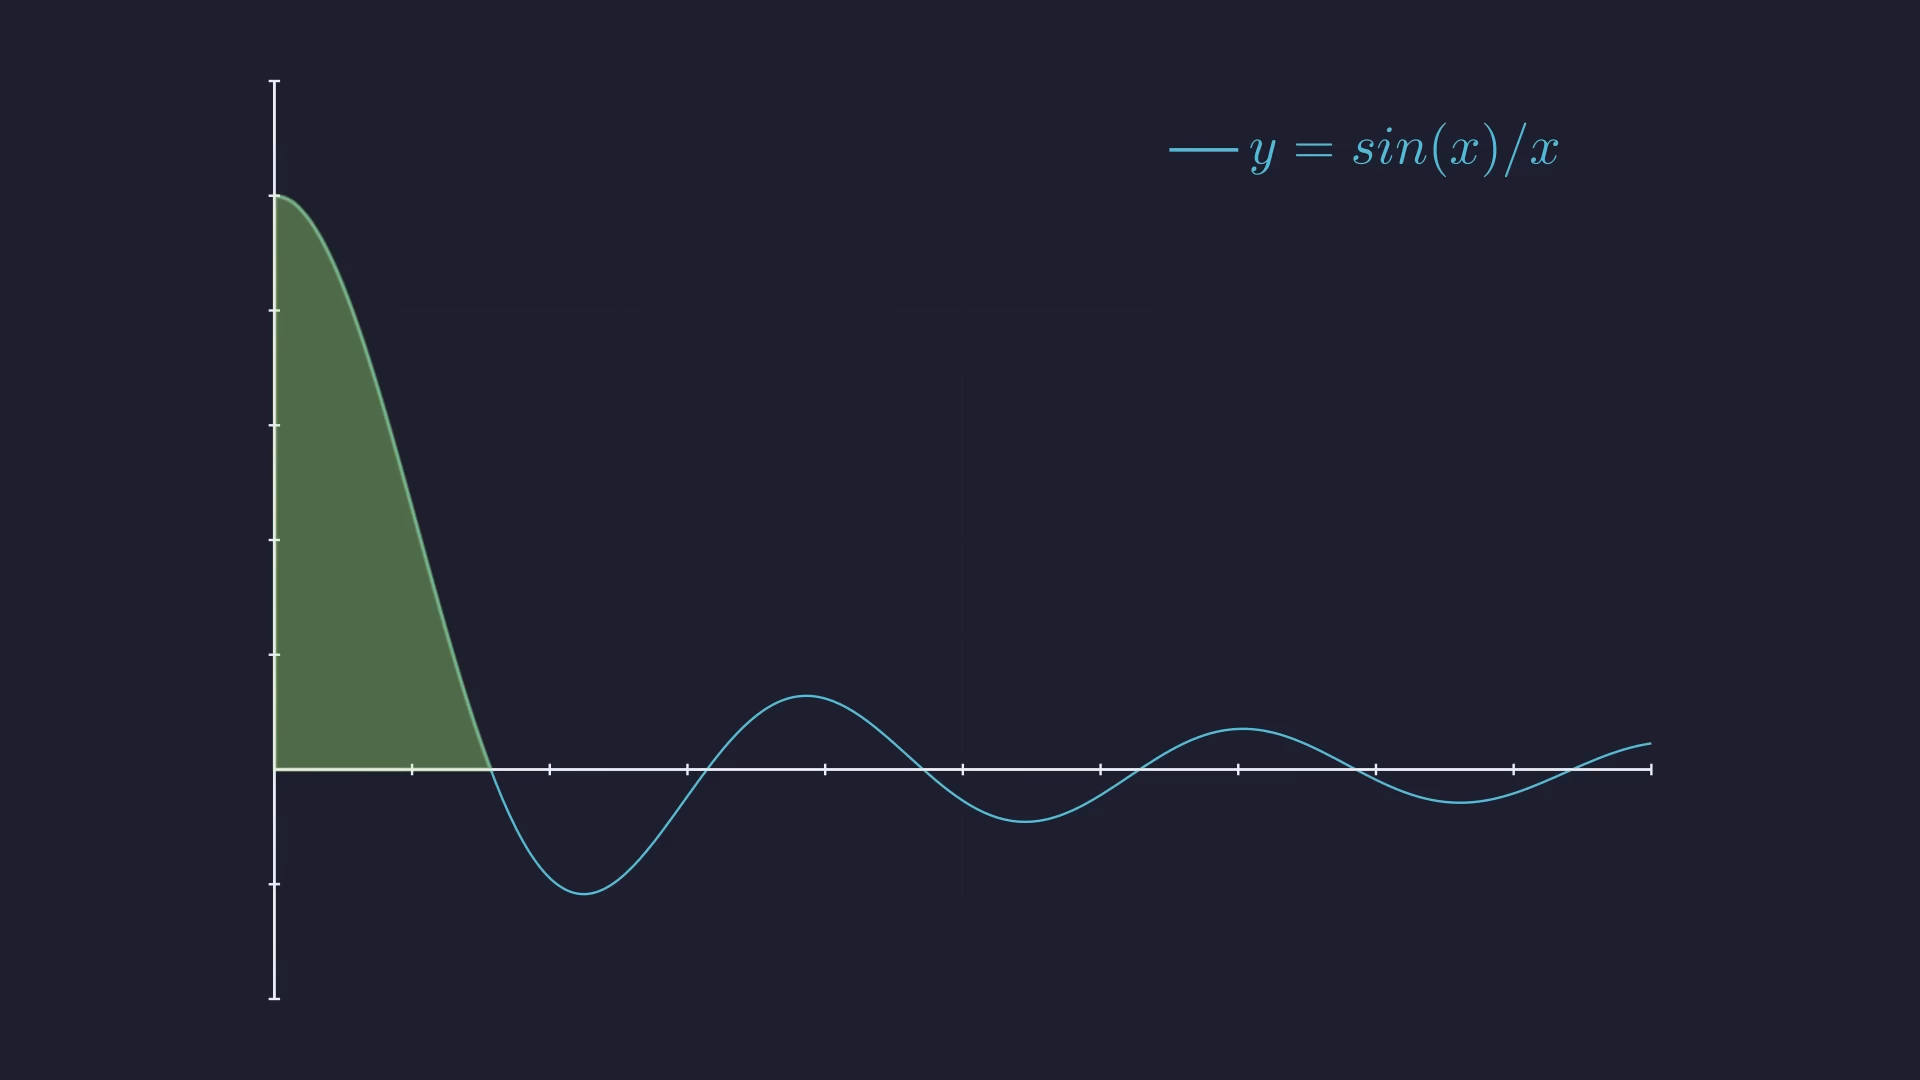 y = sin(x)/x